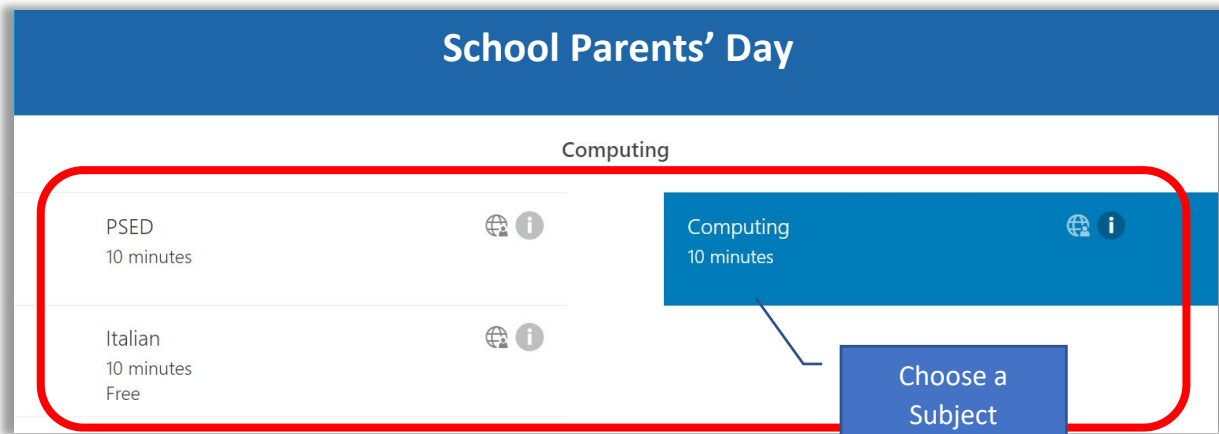 School Parents’ Day
Computing
PSED
10 minutes
Computing
10 minutes
Italian
10 minutes
Free
Choose a
Subject